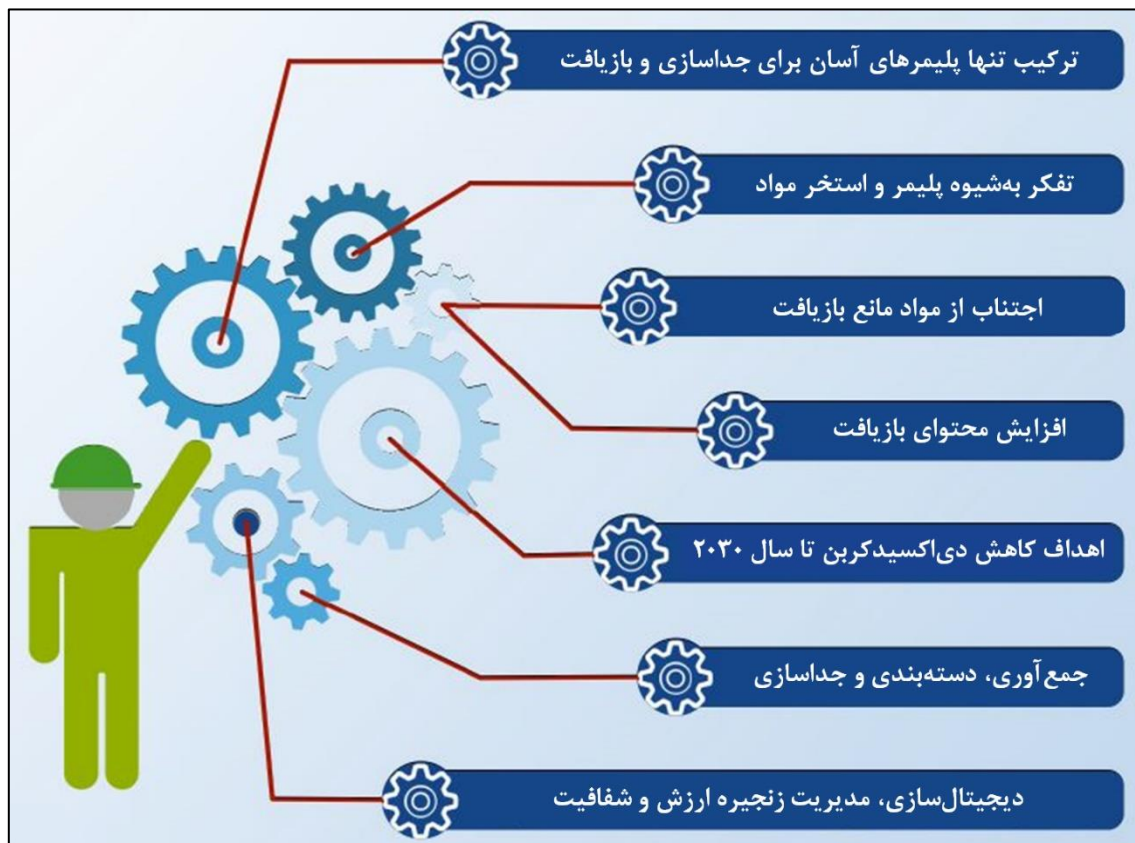 ترکیب تنها پلیمرهای آسان برای جداسازی و بازیافت
تفکر به‌شیوه پلیمر و استخر مواد
اجتناب از مواد مانع بازیافت
افزایش محتوای بازیافت
اهداف کاهش دی‌اکسیدکربن تا سال ۲۰۳۰
جمع‌آوری، دسته‌بندی و جداسازی
دیجیتال‌سازی، مدیریت زنجیره ارزش و شفافیت